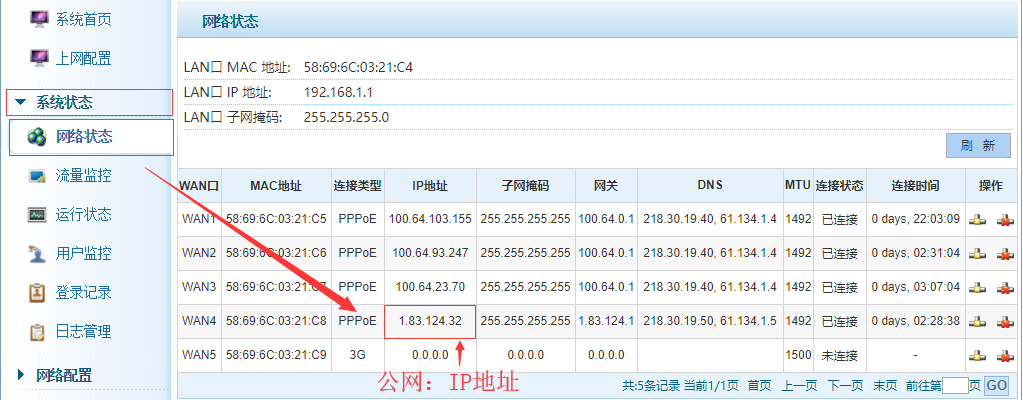 系统首页
上网配置
系统状态
网络状态
流量监控
运行状态
用户监控
登录记录
日志管理
网络配置
网络状态
LAN口 MAC 地址: 58:69:6C:03:21:C4
LAN口 IP 地址: 192.168.1.1
LAN口 子网掩码: 255.255.255.0
刷 新
WAN口 MAC地址 连接类型 IP地址 子网掩码 网关 DNS MTU 连接状态 连接时间 操作
WAN1 58:69:6C:03:21:C5 PPPoE 100.64.103.155 255.255.255.255 100.64.0.1 218.30.19.40, 61.134.1.4 1492 已连接 0 days, 22:03:09
WAN2 58:69:6C:03:21:C6 PPPoE 100.64.93.247 255.255.255.255 100.64.0.1 218.30.19.40, 61.134.1.4 1492 已连接 0 days, 02:31:04
WAN3 58:69:6C:03:21:C7 PPPoE 100.64.23.70 255.255.255.255 100.64.0.1 218.30.19.40, 61.134.1.4 1492 已连接 0 days, 03:07:04
WAN4 58:69:6C:03:21:C8 PPPoE 1.83.124.32 255.255.255.255 1.83.124.1 218.30.19.50, 61.134.1.5 1492 已连接 0 days, 02:28:38
WAN5 58:69:6C:03:21:C9 3G 0.0.0.0 0.0.0.0 0.0.0.0 1500 未连接 -
公网：IP地址
共:5条记录 当前1/1页 首页 上一页 下一页 末页 前往第 页 GO